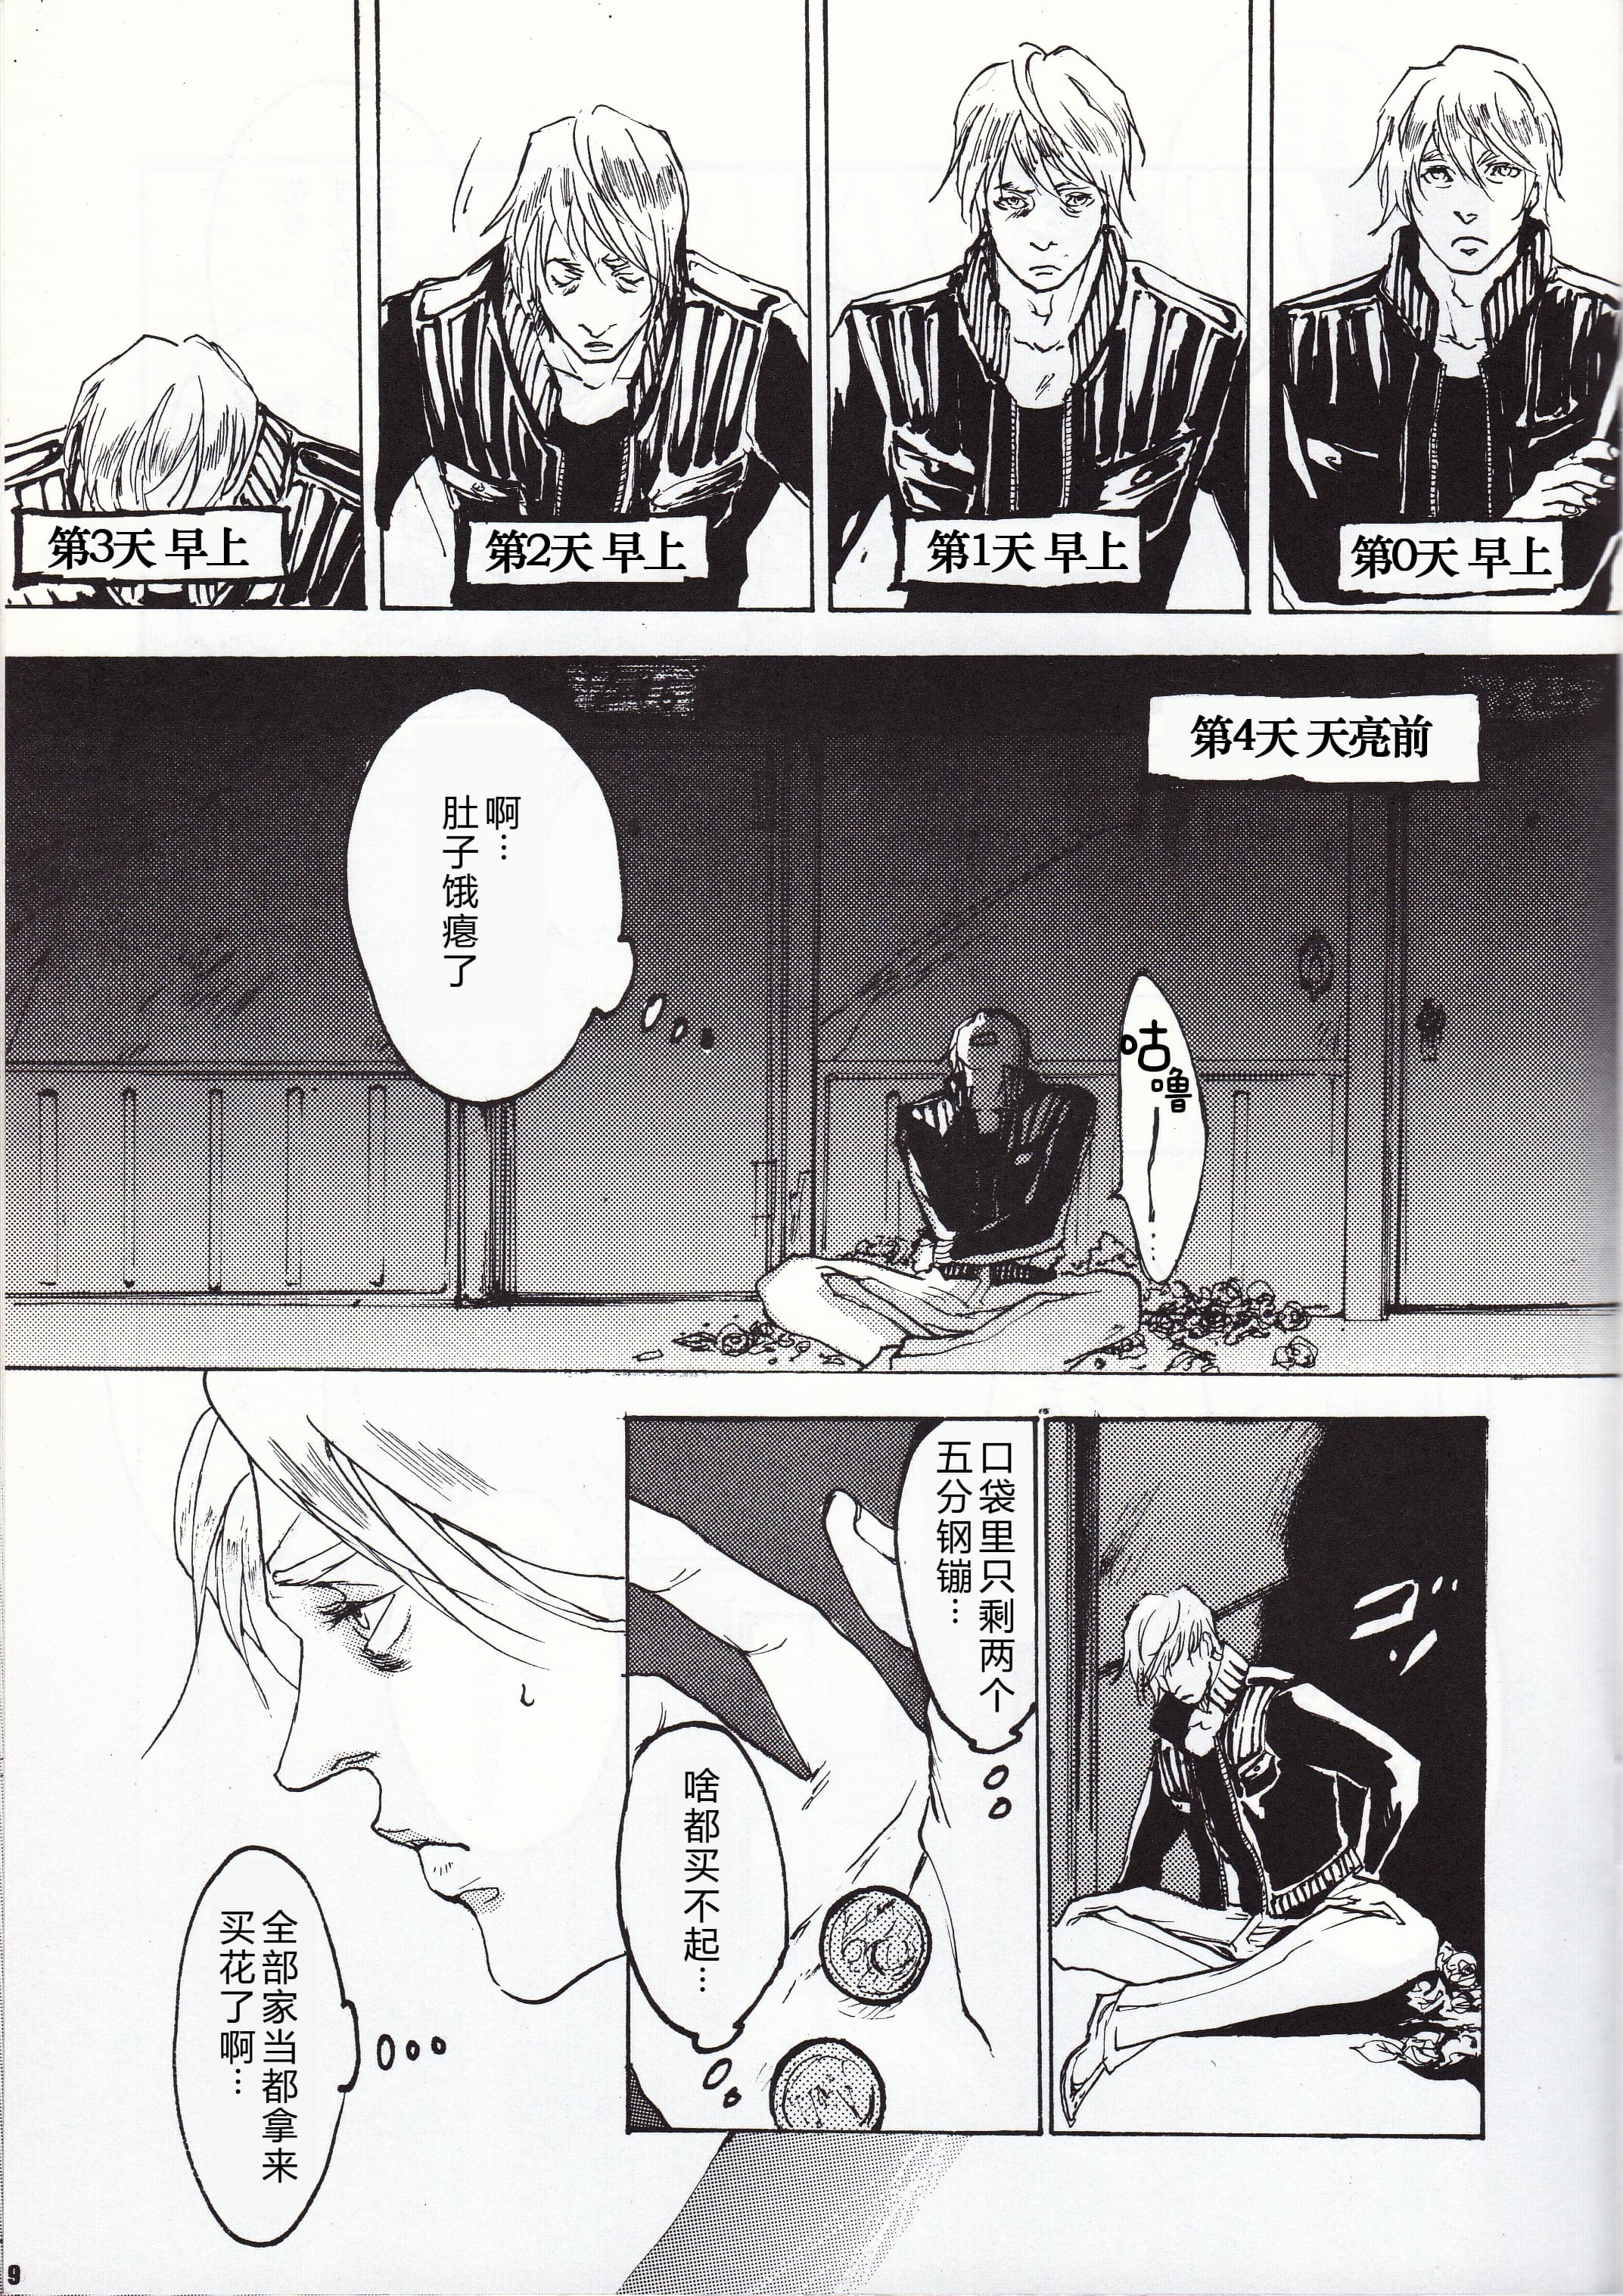 第0天 早上
第1天 早上
第2天 早上
第3天 早上
第4天 天亮前
咕噜——…
啊…
肚子饿瘪了
ゴソ
口袋里只剩两个
五分钢镚…
啥都买不起…
全部家当都拿来
买花了啊…
9